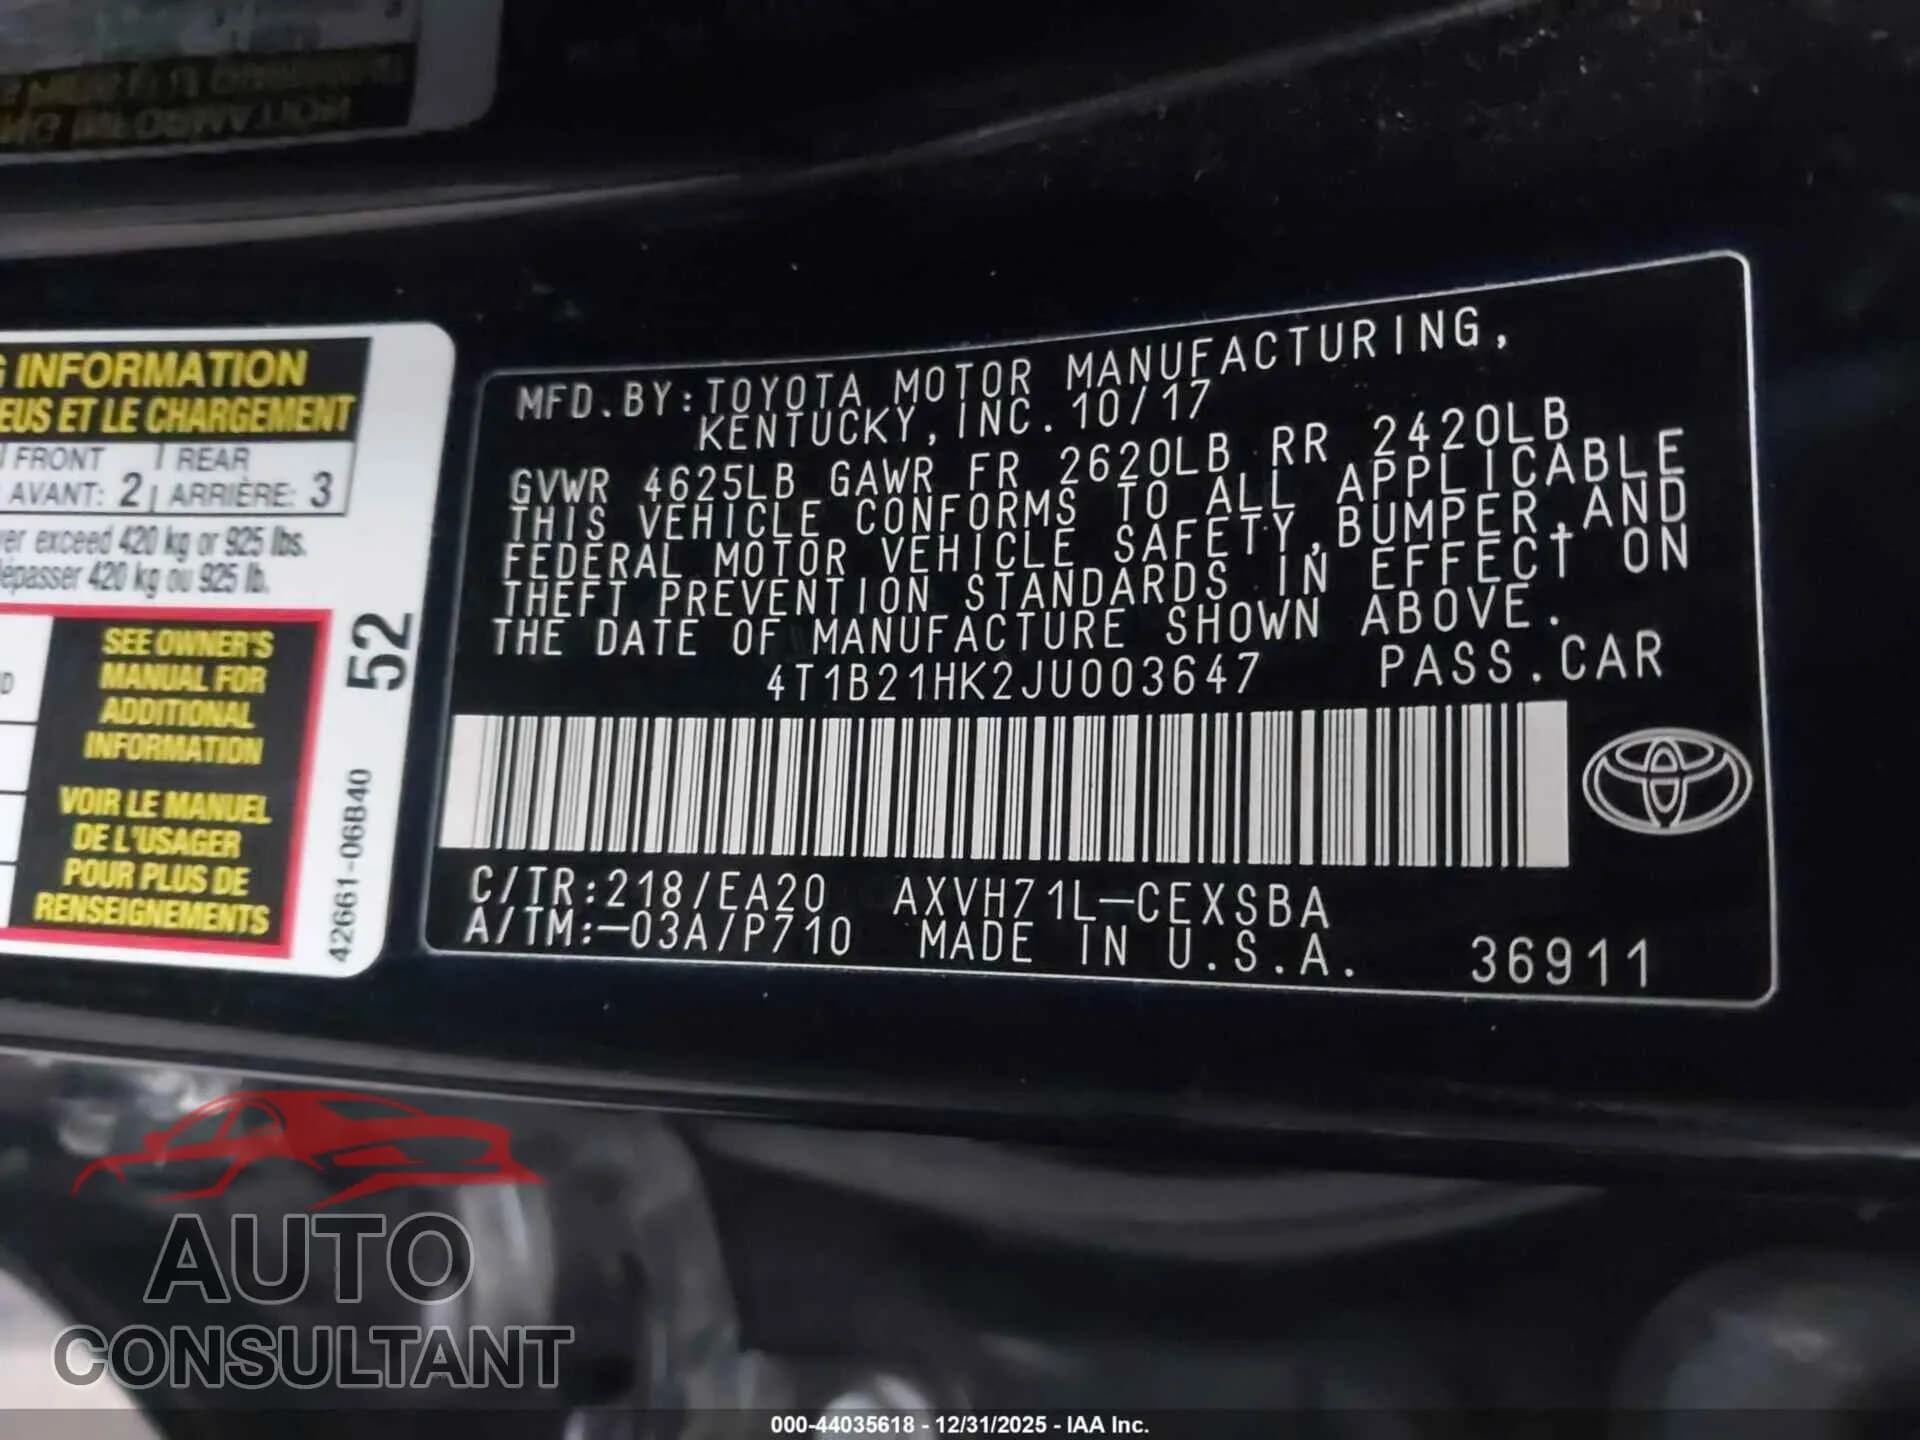 G INFORMATION
EUS ET LE CHARGEMENT
FRONT REAR
AVANT: 2 ARRIÈRE: 3
er exceed 420 kg or 925 lbs.
épasser 420 kg ou 925 lb.
SEE OWNER'S
MANUAL FOR
ADDITIONAL
INFORMATION
VOIR LE MANUEL
DE L'USAGER
POUR PLUS DE
RENSEIGNEMENTS
52
42661-06B40
MFD.BY:TOYOTA MOTOR MANUFACTURING,
KENTUCKY,INC.10/17
GVWR 4625LB GAWR FR 2620LB RR 2420LB
THIS VEHICLE CONFORMS TO ALL APPLICABLE
FEDERAL MOTOR VEHICLE SAFETY,BUMPER,AND
THEFT PREVENTION STANDARDS IN EFFECT ON
THE DATE OF MANUFACTURE SHOWN ABOVE.
4T1B21HK2JU003647 PASS.CAR
C/TR:218/EA20 AXVH71L-CEXSBA
A/TM:-03A/P710 MADE IN U.S.A. 36911
AUTO
CONSULTANT
000-44035618 - 12/31/2025 - IAA Inc.